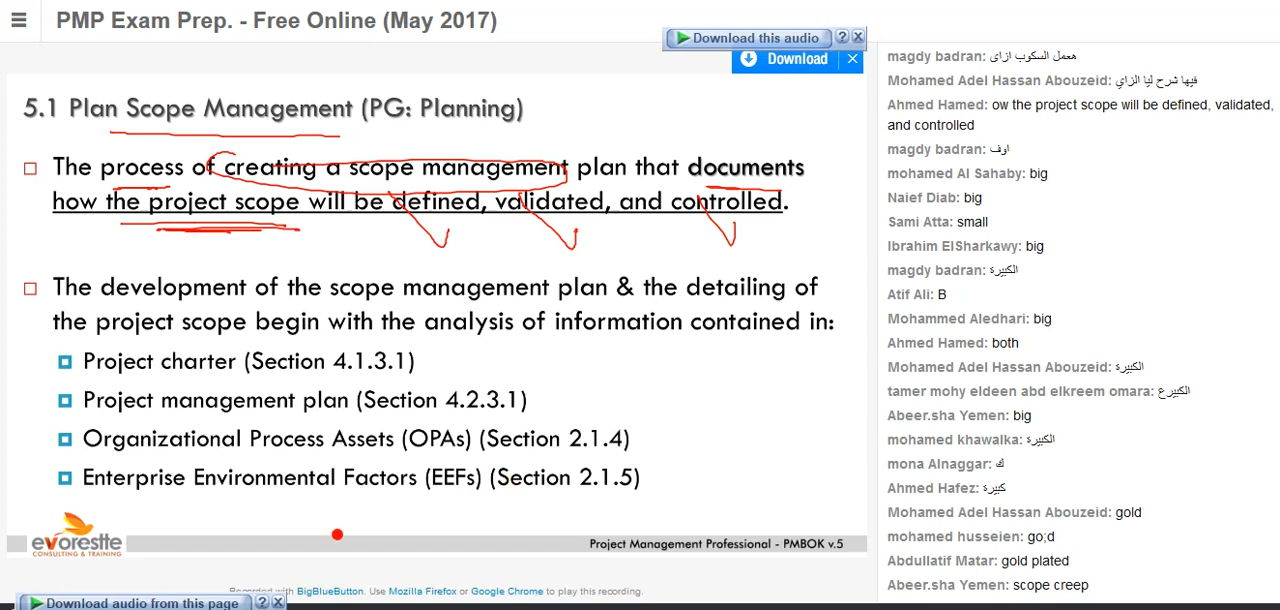 ☰ PMP Exam Prep. - Free Online (May 2017)
Download this audio ? X
Download ×
5.1 Plan Scope Management (PG: Planning)
The process of creating a scope management plan that documents
how the project scope will be defined, validated, and controlled.
The development of the scope management plan & the detailing of
the project scope begin with the analysis of information contained in:
Project charter (Section 4.1.3.1)
Project management plan (Section 4.2.3.1)
Organizational Process Assets (OPAs) (Section 2.1.4)
Enterprise Environmental Factors (EEFs) (Section 2.1.5)
evorestte
CONSULTING & TRAINING
Project Management Professional - PMBOK v.5
Recorded with BigBlueButton. Use Mozilla Firefox or Google Chrome to play this recording.
Download audio from this page ? X
magdy badran: هعمل السكوب ازاى
Mohamed Adel Hassan Abouzeid: فيها شرح ليا الزاي
Ahmed Hamed: ow the project scope will be defined, validated,
and controlled
magdy badran: اوف
mohamed Al Sahaby: big
Naief Diab: big
Sami Atta: small
Ibrahim ElSharkawy: big
magdy badran: الكبيرة
Atif Ali: B
Mohammed Aledhari: big
Ahmed Hamed: both
Mohamed Adel Hassan Abouzeid: الكبيرة
tamer mohy eldeen abd elkreem omara: الكبيرع
Abeer.sha Yemen: big
mohamed khawalka: الكبيرة
mona Alnaggar: ك
Ahmed Hafez: كبيرة
Mohamed Adel Hassan Abouzeid: gold
mohamed husseien: go;d
Abdullatif Matar: gold plated
Abeer.sha Yemen: scope creep